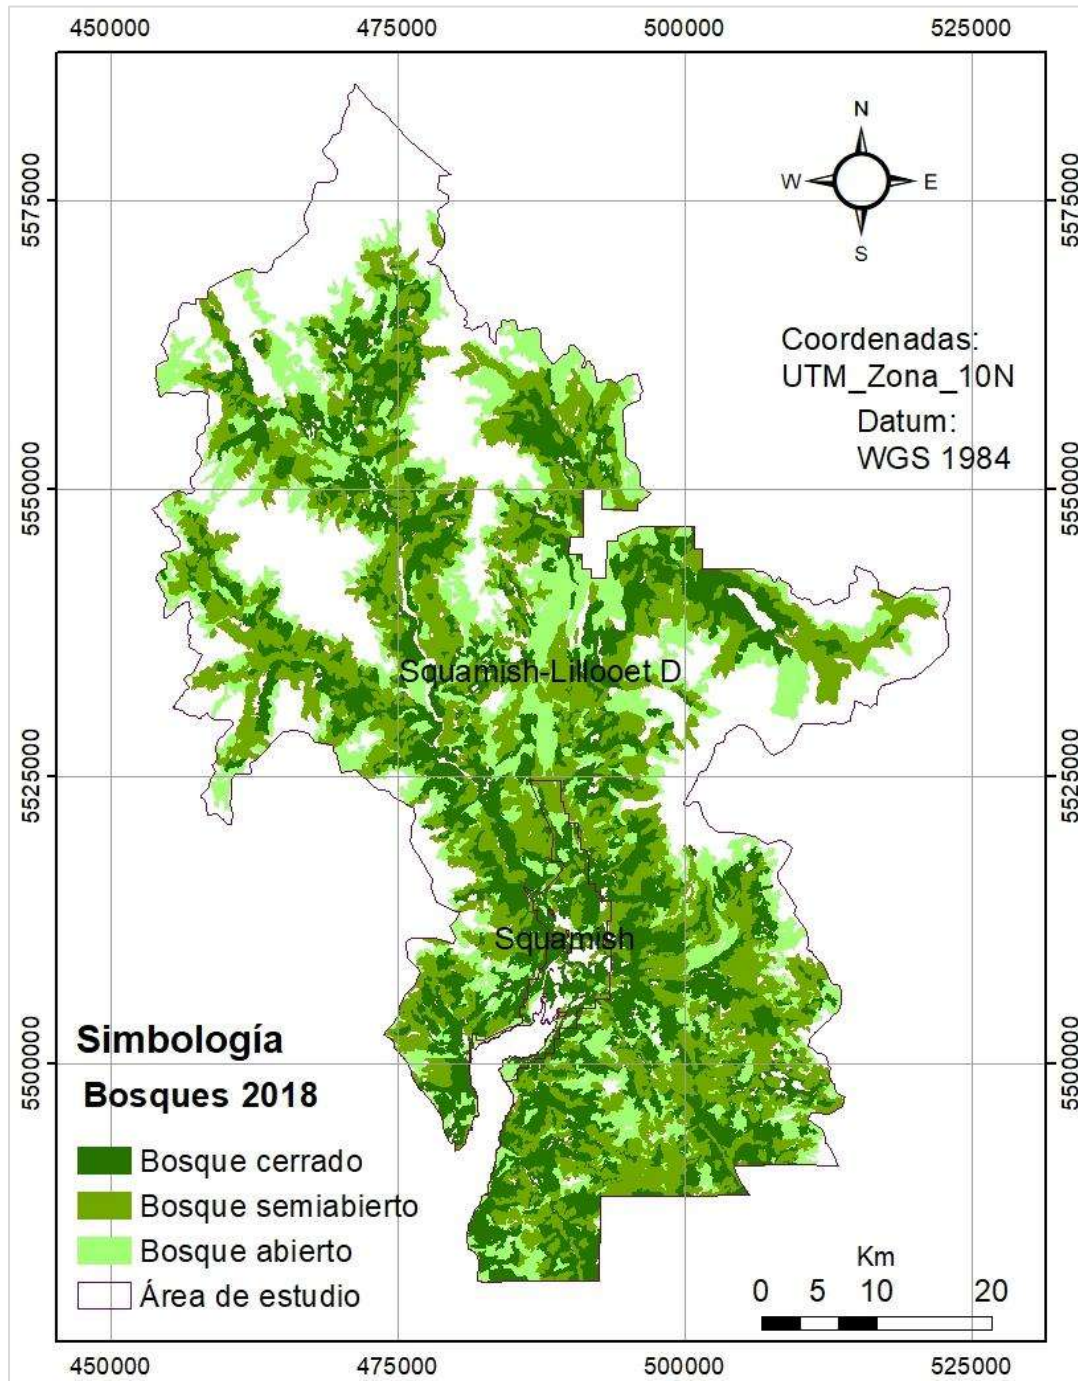 450000 475000 500000 525000
N
W E
S
5575000 5575000
Coordenadas:
UTM_Zona_10N
Datum:
WGS 1984
5550000 5550000
Squamish-Lillooet D
5525000 5525000
Squamish
5500000 5500000
Simbología
Bosques 2018
Bosque cerrado
Bosque semiabierto
Bosque abierto
Área de estudio
Km
0 5 10 20
450000 475000 500000 525000